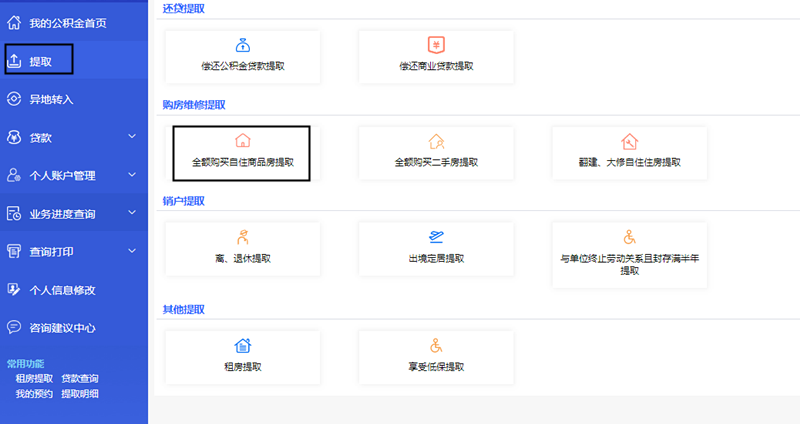 我的公积金首页
提取
异地转入
贷款
个人账户管理
业务进度查询
查询打印
个人信息修改
咨询建议中心
常用功能
租房提取 贷款查询
我的预约 提取明细
还贷提取
偿还公积金贷款提取
偿还商业贷款提取
购房维修提取
全额购买自住商品房提取
全额购买二手房提取
翻建、大修自住住房提取
销户提取
离、退休提取
出境定居提取
与单位终止劳动关系且封存满半年
提取
其他提取
租房提取
享受低保提取